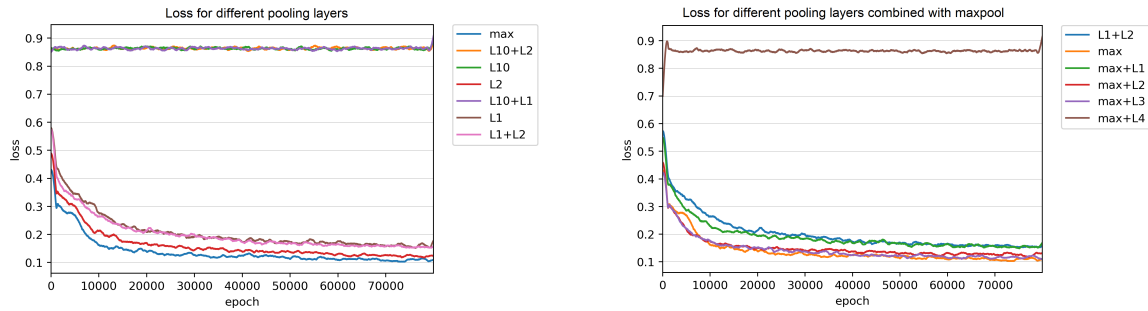 Loss for different pooling layers
0.9
0.8
0.7
0.6
0.5
0.4
0.3
0.2
0.1
loss
0 10000 20000 30000 40000 50000 60000 70000
epoch
max
L10+L2
L10
L2
L10+L1
L1
L1+L2
Loss for different pooling layers combined with maxpool
0.9
0.8
0.7
0.6
0.5
0.4
0.3
0.2
0.1
loss
0 10000 20000 30000 40000 50000 60000 70000
epoch
L1+L2
max
max+L1
max+L2
max+L3
max+L4